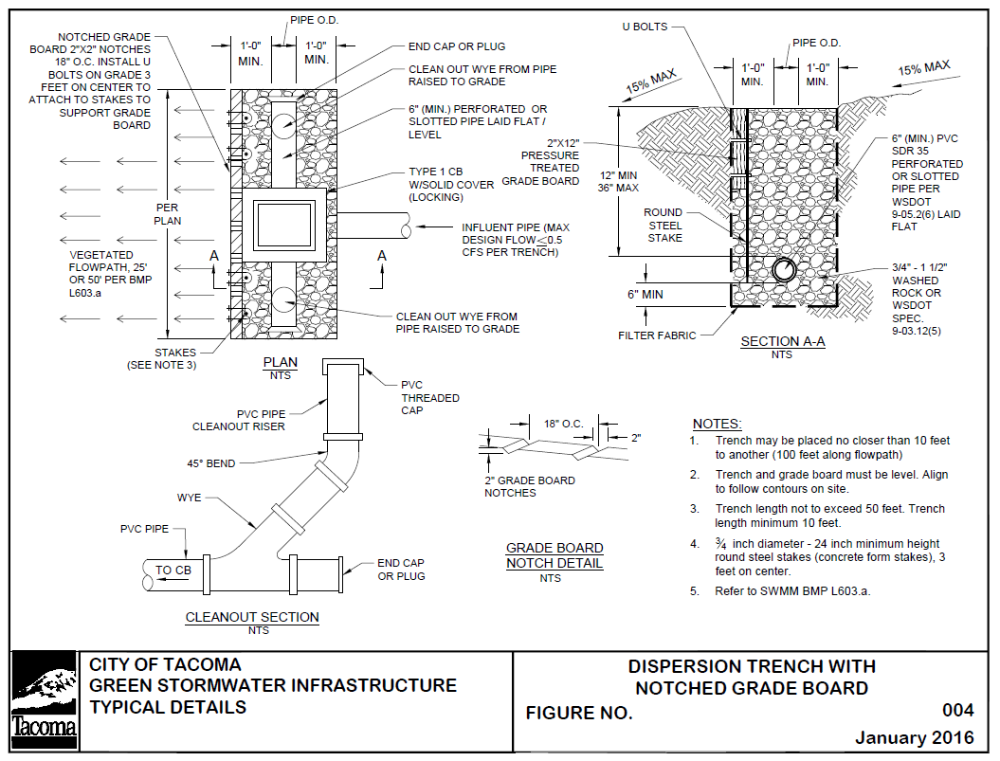 PIPE O.D.
NOTCHED GRADE
BOARD 2"X2" NOTCHES
18" O.C. INSTALL U
BOLTS ON GRADE 3
FEET ON CENTER TO
ATTACH TO STAKES TO
SUPPORT GRADE
BOARD
1'-0"
MIN.
1'-0"
MIN.
END CAP OR PLUG
CLEAN OUT WYE FROM PIPE
RAISED TO GRADE
6" (MIN.) PERFORATED OR
SLOTTED PIPE LAID FLAT /
LEVEL
TYPE 1 CB
W/SOLID COVER
(LOCKING)
PER
PLAN
INFLUENT PIPE (MAX
DESIGN FLOW ≤0.5
CFS PER TRENCH)
VEGETATED
FLOWPATH, 25'
OR 50' PER BMP
L603.a
A
A
CLEAN OUT WYE FROM
PIPE RAISED TO GRADE
STAKES
(SEE NOTE 3)
PLAN
NTS
U BOLTS
PIPE O.D.
1'-0"
MIN.
1'-0"
MIN.
15% MAX
15% MAX
2"X12"
PRESSURE
TREATED
GRADE BOARD
12" MIN
36" MAX
ROUND
STEEL
STAKE
6" MIN
FILTER FABRIC
6" (MIN.) PVC
SDR 35
PERFORATED
OR SLOTTED
PIPE PER
WSDOT
9-05.2(6) LAID
FLAT
3/4" - 1 1/2"
WASHED
ROCK OR
WSDOT
SPEC.
9-03.12(5)
SECTION A-A
NTS
PVC
THREADED
CAP
PVC PIPE
CLEANOUT RISER
45° BEND
WYE
PVC PIPE
TO CB
END CAP
OR PLUG
CLEANOUT SECTION
NTS
18" O.C.
2"
2" GRADE BOARD
NOTCHES
GRADE BOARD
NOTCH DETAIL
NTS
NOTES:
1. Trench may be placed no closer than 10 feet
to another (100 feet along flowpath)
2. Trench and grade board must be level. Align
to follow contours on site.
3. Trench length not to exceed 50 feet. Trench
length minimum 10 feet.
4. ¾ inch diameter - 24 inch minimum height
round steel stakes (concrete form stakes), 3
feet on center.
5. Refer to SWMM BMP L603.a.
Tacoma
CITY OF TACOMA
GREEN STORMWATER INFRASTRUCTURE
TYPICAL DETAILS
DISPERSION TRENCH WITH
NOTCHED GRADE BOARD
FIGURE NO.
004
January 2016